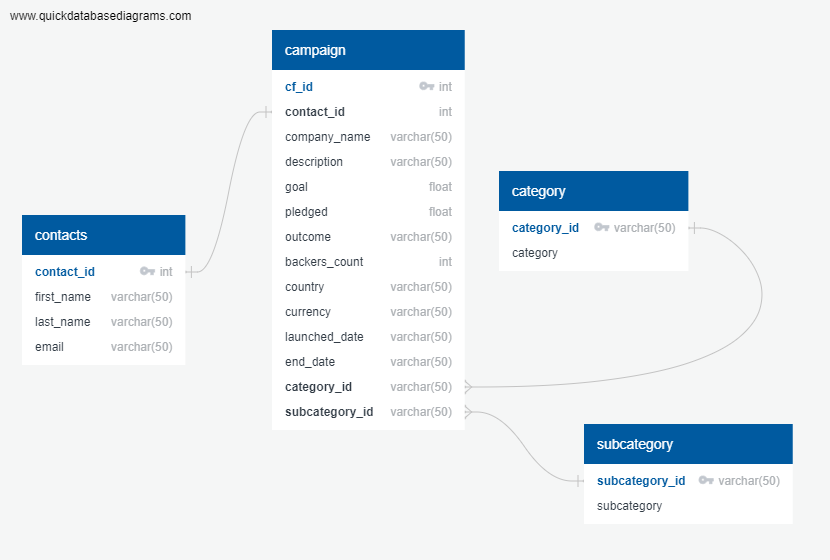 www.quickdatabasediagrams.com
campaign
cf_id int
contact_id int
company_name varchar(50)
description varchar(50)
goal float
pledged float
outcome varchar(50)
backers_count int
country varchar(50)
currency varchar(50)
launched_date varchar(50)
end_date varchar(50)
category_id varchar(50)
subcategory_id varchar(50)
contacts
contact_id int
first_name varchar(50)
last_name varchar(50)
email varchar(50)
category
category_id varchar(50)
category
subcategory
subcategory_id varchar(50)
subcategory